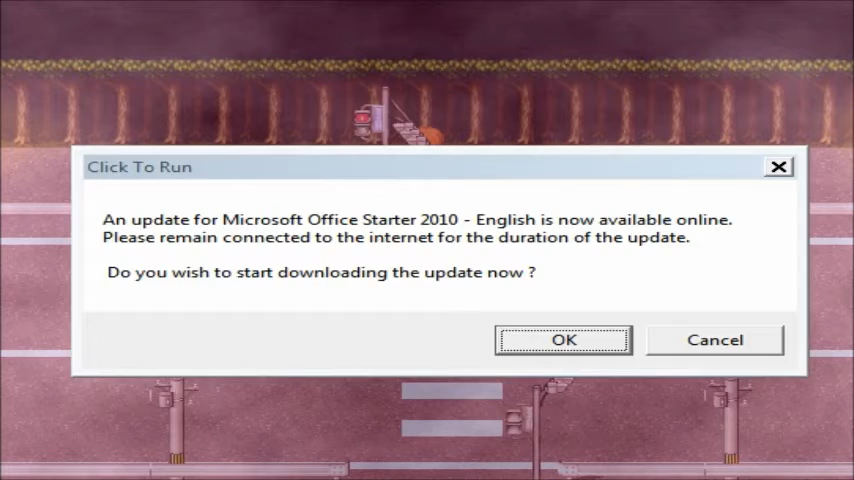 Click To Run
An update for Microsoft Office Starter 2010 - English is now available online.
Please remain connected to the internet for the duration of the update.
Do you wish to start downloading the update now ?
OK
Cancel